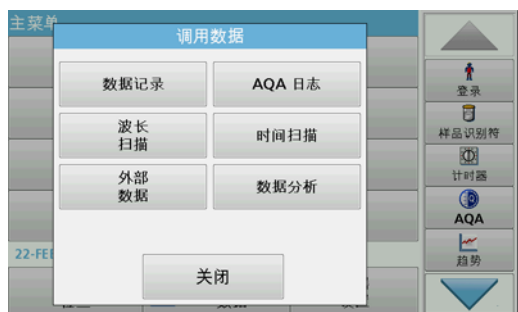 主菜单
调用数据
数据记录
AQA 日志
波长
扫描
时间扫描
外部
数据
数据分析
关闭
22-FEB
登录
样品识别符
计时器
AQA
趋势